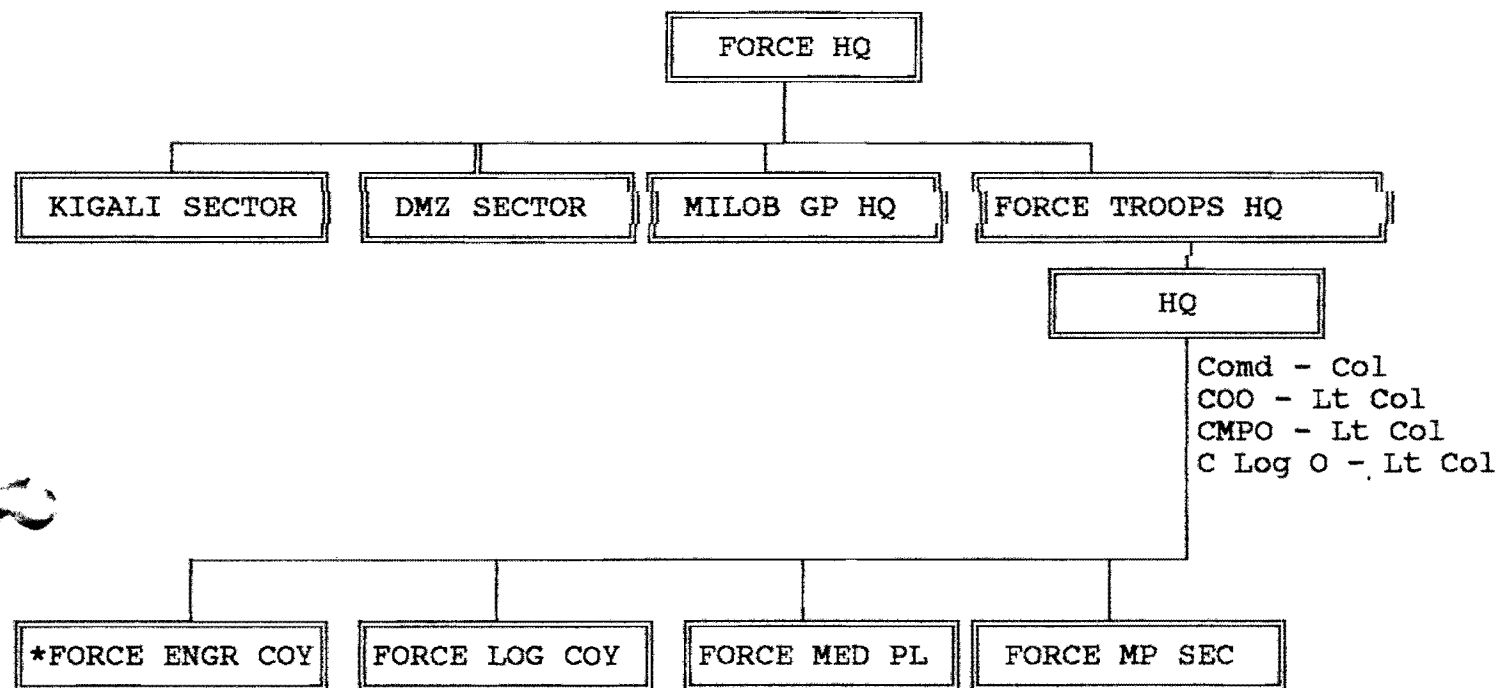 FORCE HQ
KIGALI SECTOR
DMZ SECTOR
MILOB GP HQ
FORCE TROOPS HQ
HQ
Comd - Col
COO - Lt Col
CMPO - Lt Col
C Log O - Lt Col
*FORCE ENGR COY
FORCE LOG COY
FORCE MED PL
FORCE MP SEC